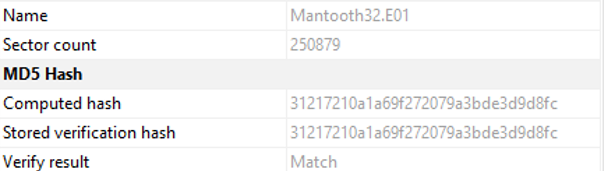 Name Mantooth32.E01
Sector count 250879
MD5 Hash
Computed hash 31217210a1a69f272079a3bde3d9d8fc
Stored verification hash 31217210a1a69f272079a3bde3d9d8fc
Verify result Match